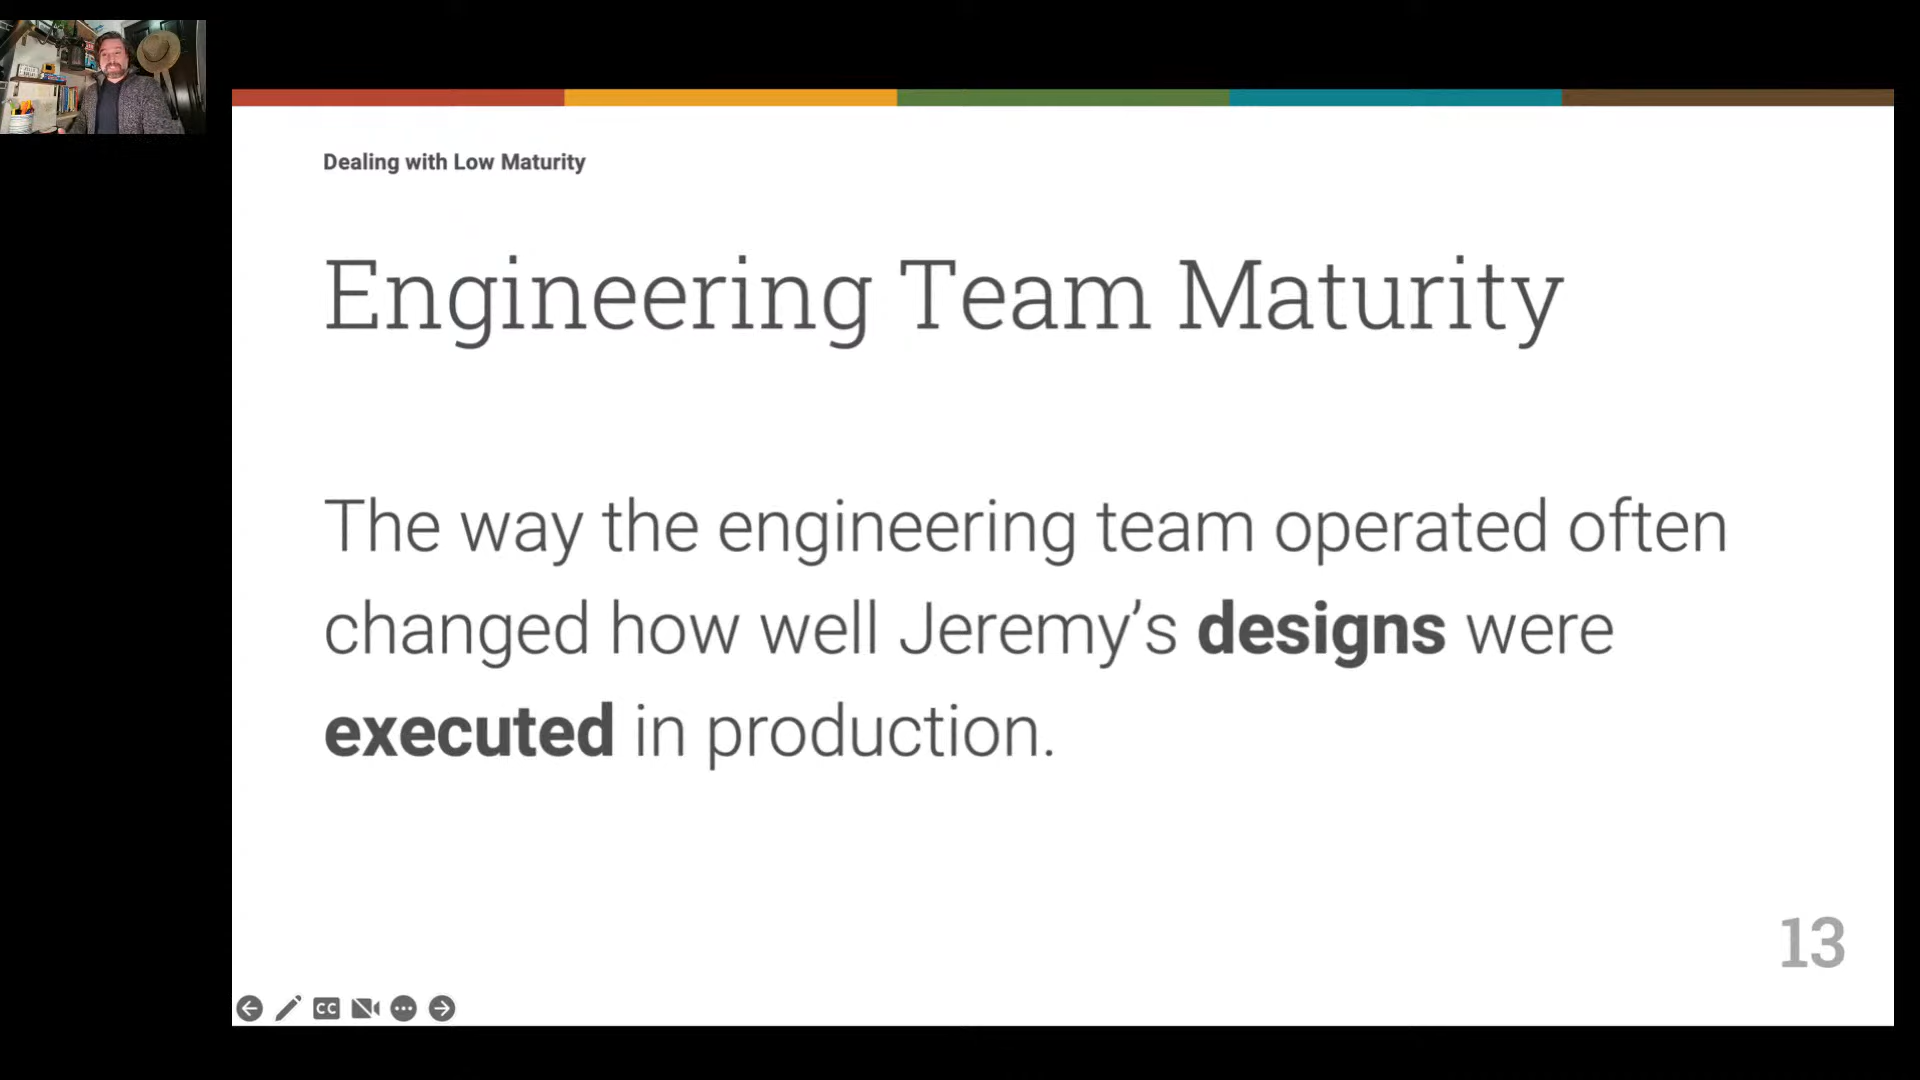 Dealing with Low Maturity
Engineering Team Maturity
The way the engineering team operated often
changed how well Jeremy’s designs were
executed in production.
13
CC